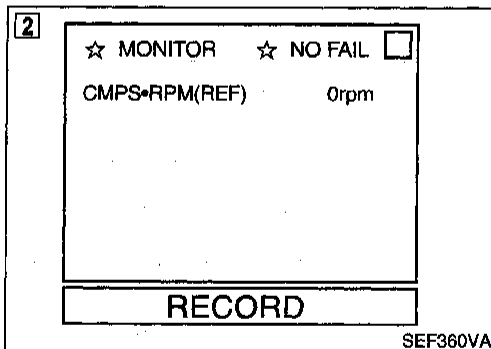 2
☆ MONITOR ☆ NO FAIL
CMPS•RPM(REF) 0rpm
RECORD
SEF360VA